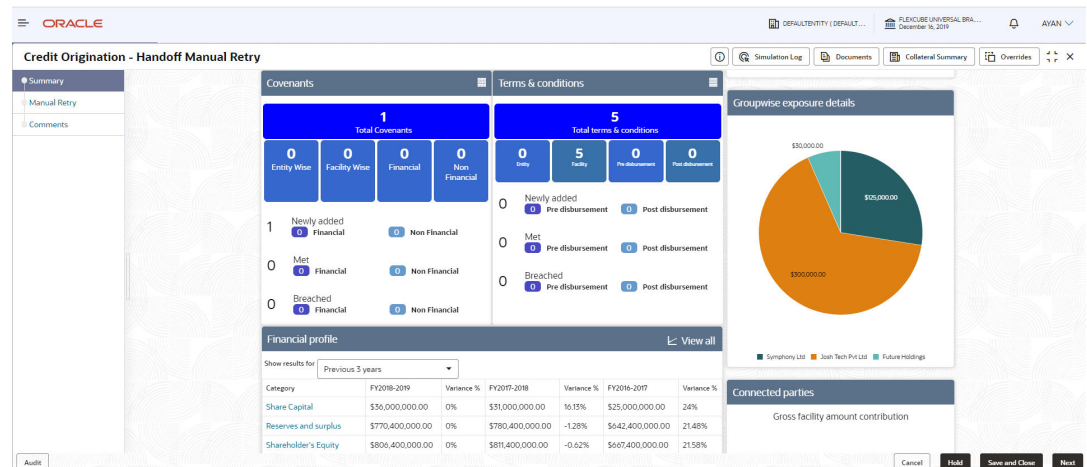 ORACLE
DEFAULTENTITY ( DEFAULT...
FLEXCUBE UNIVERSAL BRA...
December 16, 2019
AYAN
Credit Origination - Handoff Manual Retry
Simulation Log
Documents
Collateral Summary
Overrides
Summary
Manual Retry
Comments
Covenants
1
Total Covenants
0 0 0 0
Entity Wise Facility Wise Financial Non Financial
1 Newly added
0 Financial 0 Non Financial
0 Met
0 Financial 0 Non Financial
0 Breached
0 Financial 0 Non Financial
Terms & conditions
5
Total terms & conditions
0 5 0 0
Entity Facility Pre disbursement Post disbursement
0 Newly added
0 Pre disbursement 0 Post disbursement
0 Met
0 Pre disbursement 0 Post disbursement
0 Breached
0 Pre disbursement 0 Post disbursement
Groupwise exposure details
$30,000.00
$125,000.00
$300,000.00
Symphony Ltd Josh Tech Pvt Ltd Future Holdings
Financial profile View all
Show results for Previous 3 years
Category FY2018-2019 Variance % FY2017-2018 Variance % FY2016-2017 Variance %
Share Capital $36,000,000.00 0% $31,000,000.00 16.13% $25,000,000.00 24%
Reserves and surplus $770,400,000.00 0% $780,400,000.00 -1.28% $642,400,000.00 21.48%
Shareholder's Equity $806,400,000.00 0% $811,400,000.00 -0.62% $667,400,000.00 21.58%
Connected parties
Gross facility amount contribution
Audit
Cancel Hold Save and Close Next